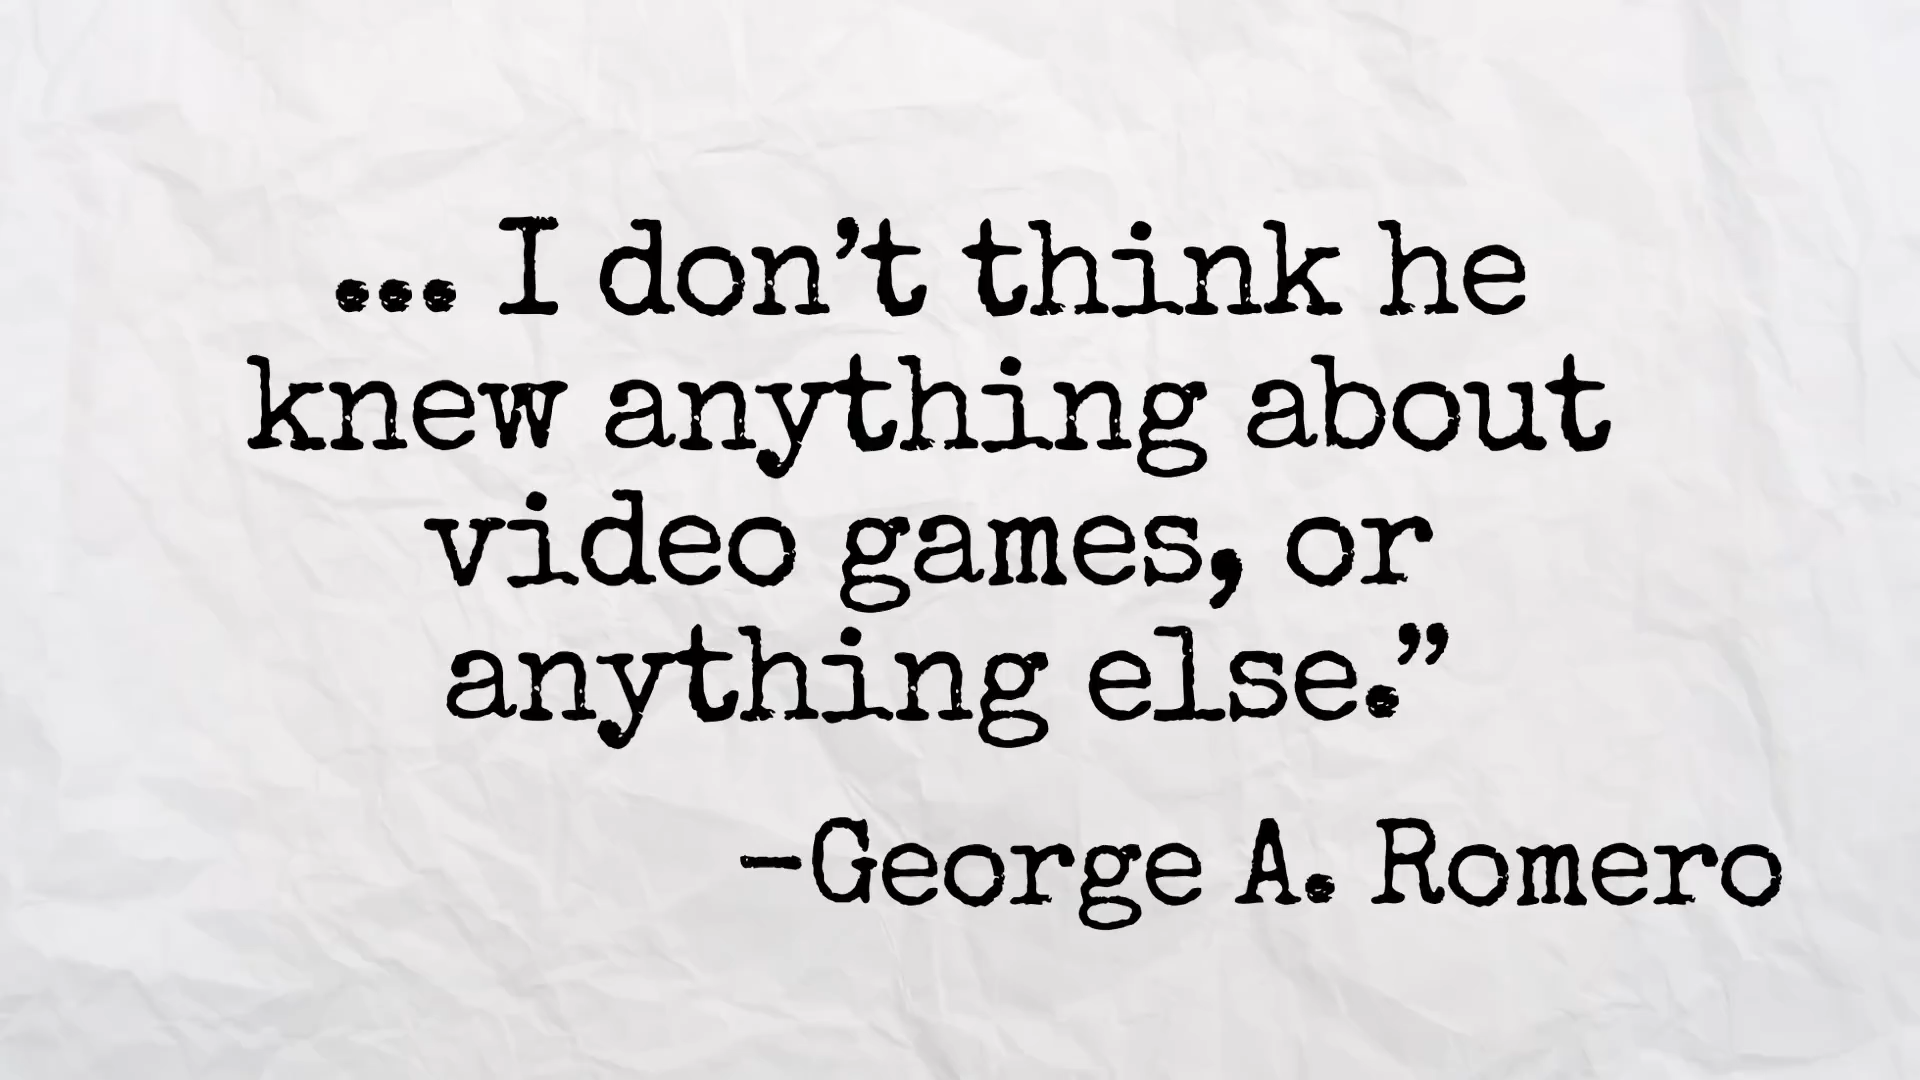 ... I don’t think he
knew anything about
video games, or
anything else.”
-George A. Romero